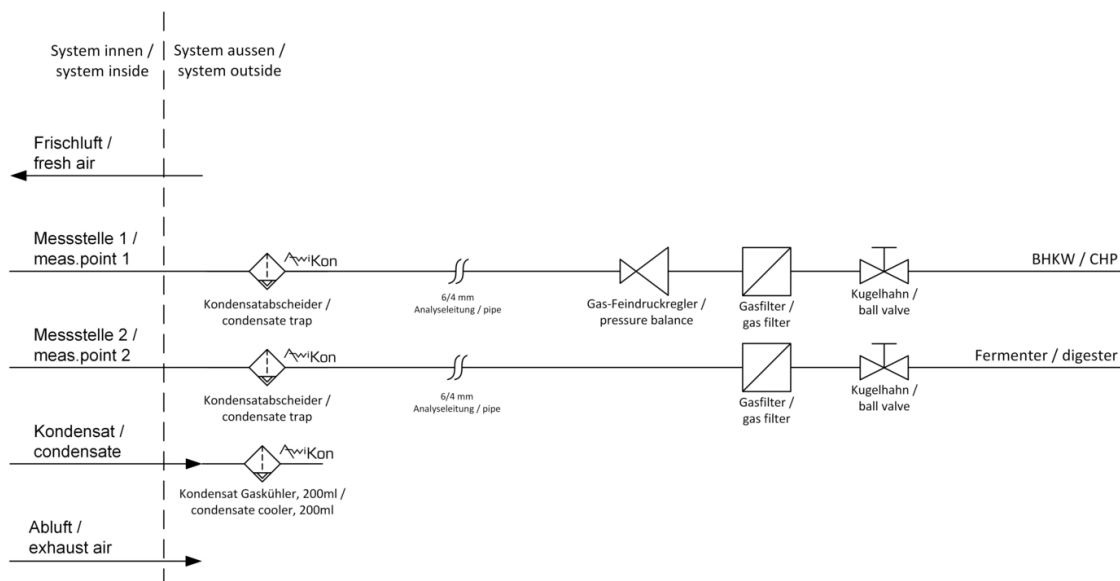 System innen /
system inside
System aussen /
system outside
Frischluft /
fresh air
Messstelle 1 /
meas.point 1
AwiKon
Kondensatabscheider /
condensate trap
6/4 mm
Analyseleitung / pipe
Gas-Feindruckregler /
pressure balance
Gasfilter /
gas filter
Kugelhahn /
ball valve
BHKW / CHP
Messstelle 2 /
meas.point 2
AwiKon
Kondensatabscheider /
condensate trap
6/4 mm
Analyseleitung / pipe
Gasfilter /
gas filter
Kugelhahn /
ball valve
Fermenter / digester
Kondensat /
condensate
AwiKon
Kondensat Gaskühler, 200ml /
condensate cooler, 200ml
Abluft /
exhaust air